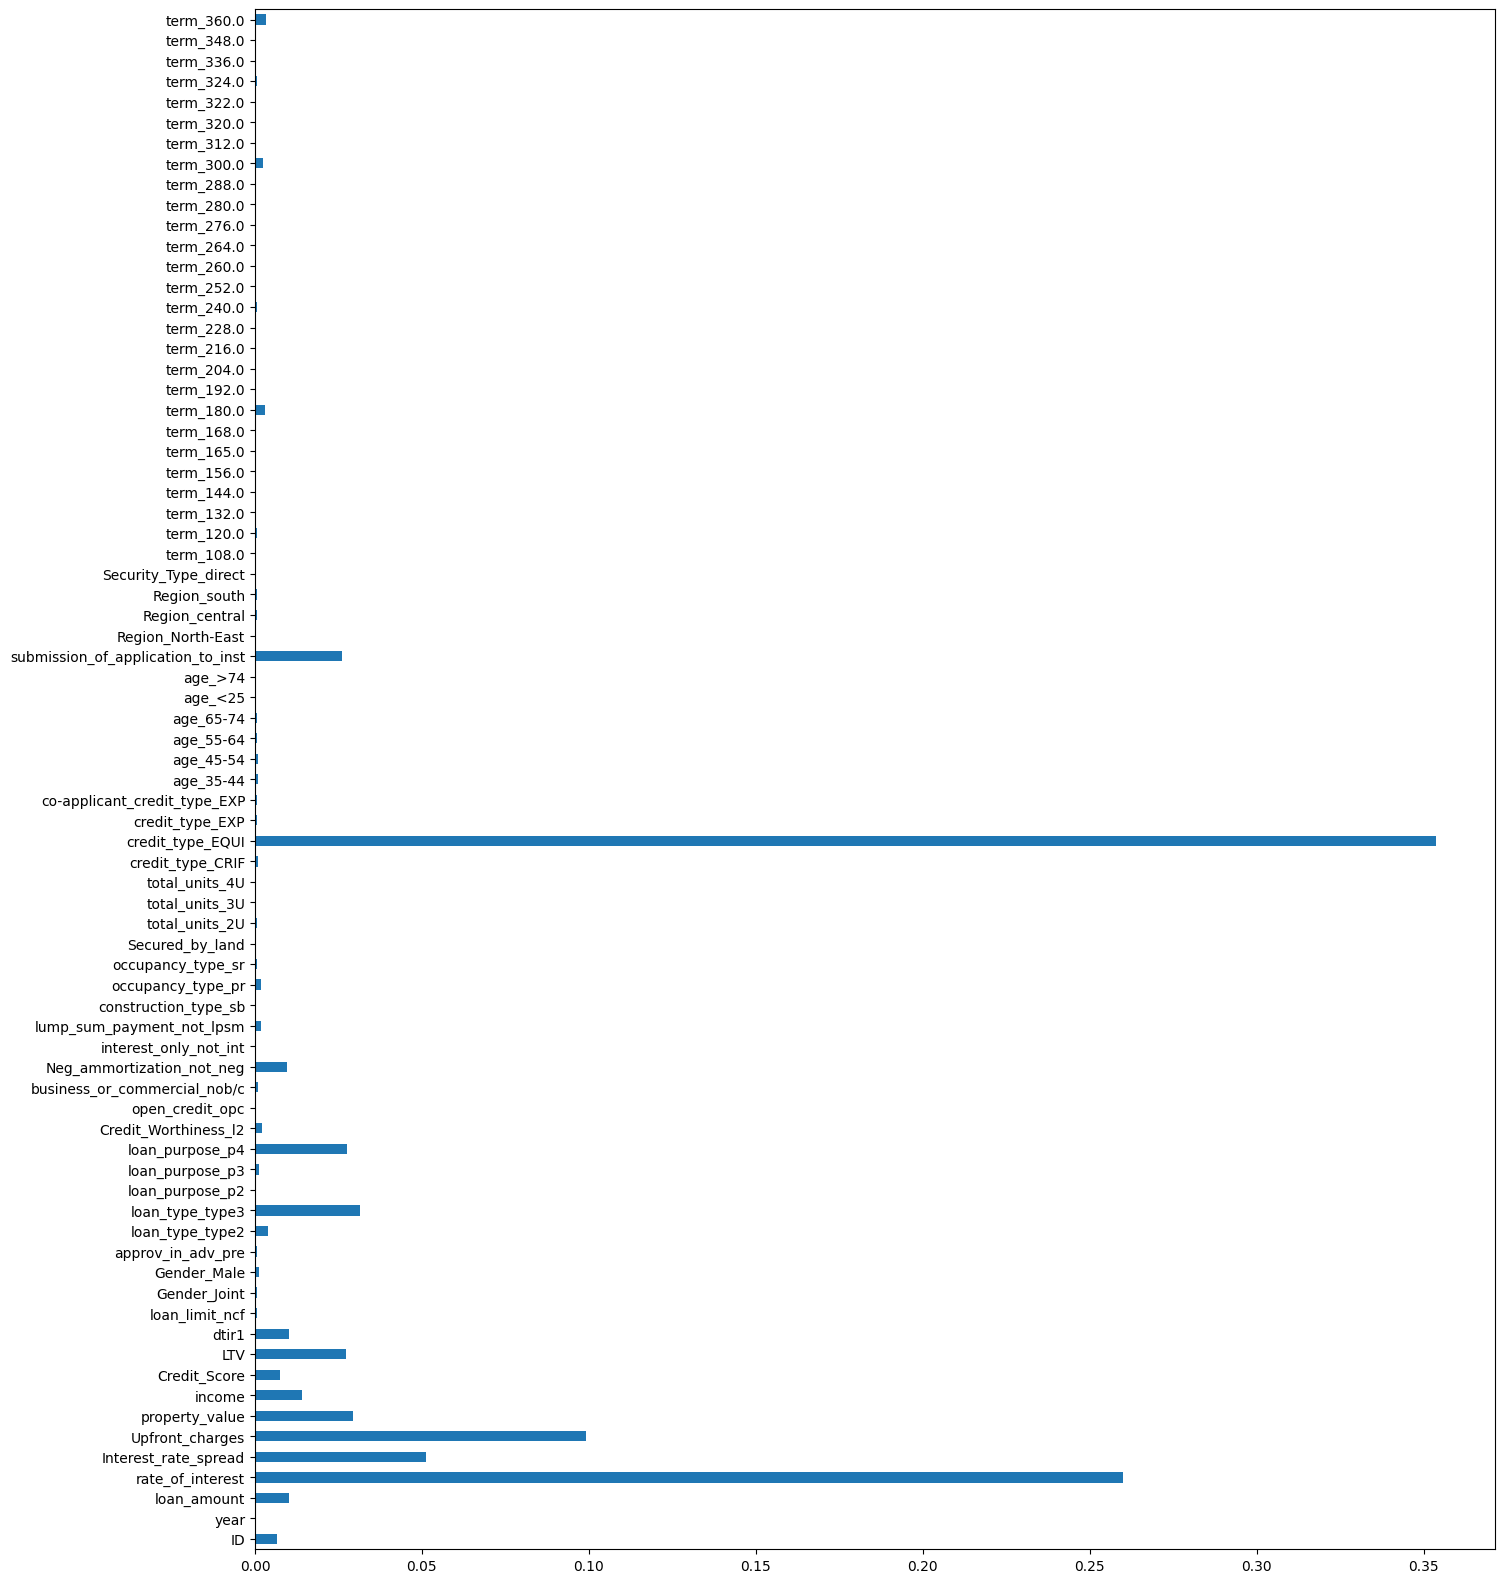 term_360.0
term_348.0
term_336.0
term_324.0
term_322.0
term_320.0
term_312.0
term_300.0
term_288.0
term_280.0
term_276.0
term_264.0
term_260.0
term_252.0
term_240.0
term_228.0
term_216.0
term_204.0
term_192.0
term_180.0
term_168.0
term_165.0
term_156.0
term_144.0
term_132.0
term_120.0
term_108.0
Security_Type_direct
Region_south
Region_central
Region_North-East
submission_of_application_to_inst
age_>74
age_<25
age_65-74
age_55-64
age_45-54
age_35-44
co-applicant_credit_type_EXP
credit_type_EXP
credit_type_EQUI
credit_type_CRIF
total_units_4U
total_units_3U
total_units_2U
Secured_by_land
occupancy_type_sr
occupancy_type_pr
construction_type_sb
lump_sum_payment_not_lpsm
interest_only_not_int
Neg_ammortization_not_neg
business_or_commercial_nob/c
open_credit_opc
Credit_Worthiness_l2
loan_purpose_p4
loan_purpose_p3
loan_purpose_p2
loan_type_type3
loan_type_type2
approv_in_adv_pre
Gender_Male
Gender_Joint
loan_limit_ncf
dtir1
LTV
Credit_Score
income
property_value
Upfront_charges
Interest_rate_spread
rate_of_interest
loan_amount
year
ID
0.00 0.05 0.10 0.15 0.20 0.25 0.30 0.35